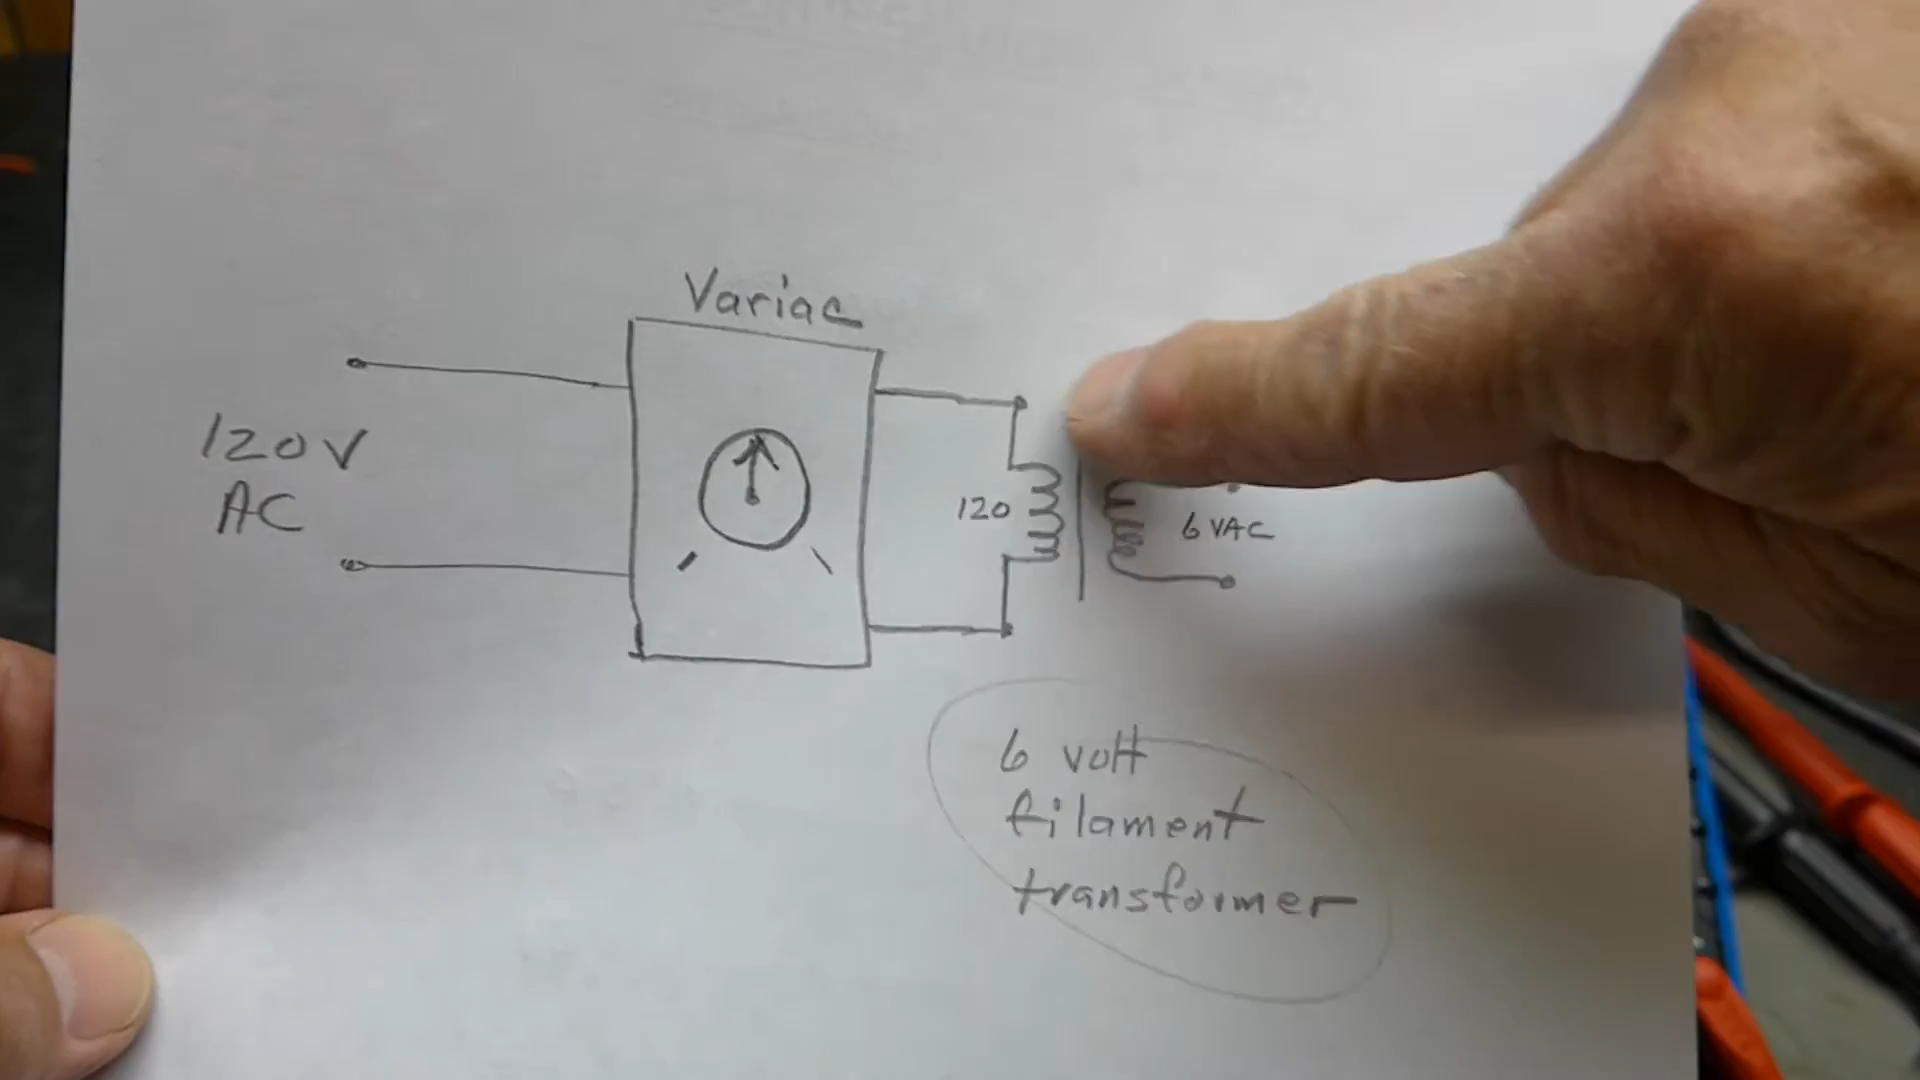 Variac
120V
AC
120
6 VAC
6 volt
filament
transformer